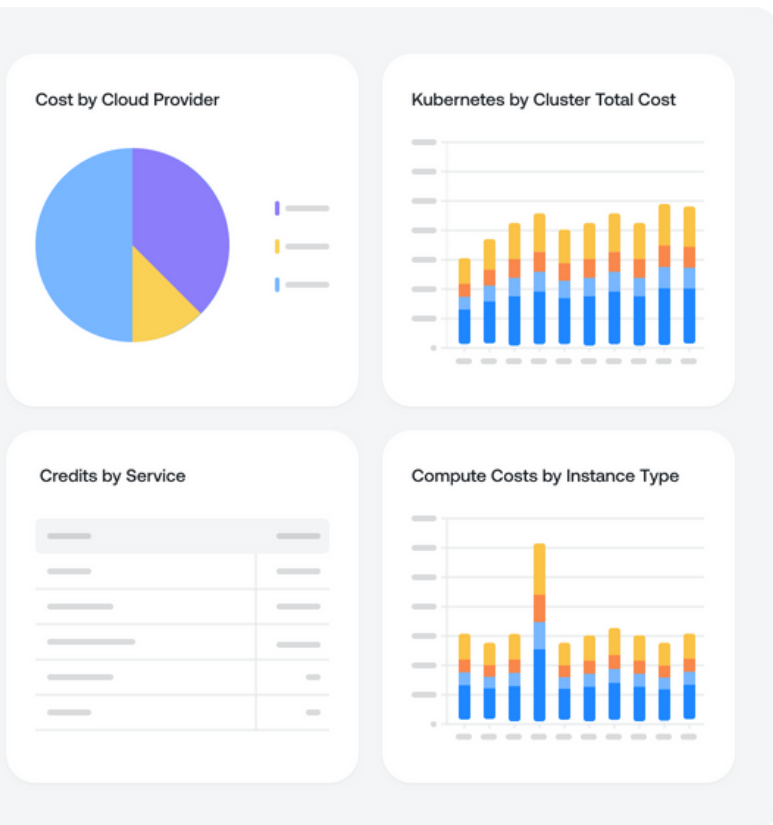 Cost by Cloud Provider
Kubernetes by Cluster Total Cost
Credits by Service
Compute Costs by Instance Type